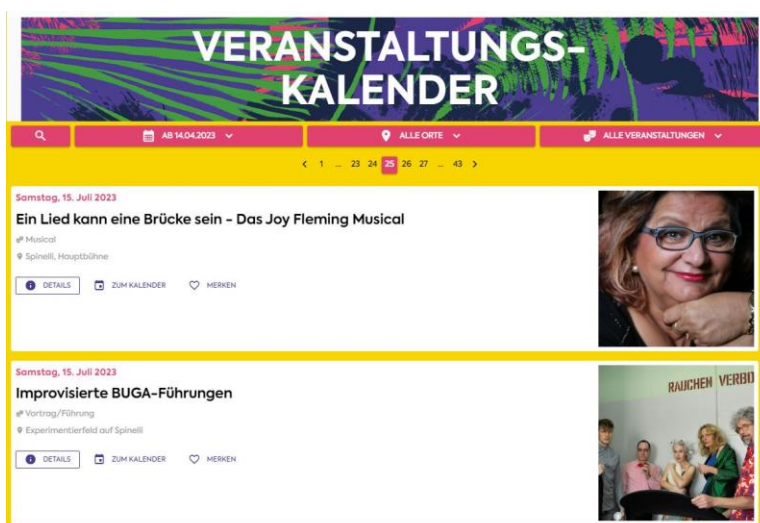 VERANSTALTUNGS-
KALENDER
AB 14.04.2023
ALLE ORTE
ALLE VERANSTALTUNGEN
1 ... 23 24 25 26 27 ... 43
Samstag, 15. Juli 2023
Ein Lied kann eine Brücke sein - Das Joy Fleming Musical
Musical
Spinelli, Hauptbühne
DETAILS ZUM KALENDER MERKEN
Samstag, 15. Juli 2023
Improvisierte BUGA-Führungen
RAUCHEN VERBO
Vortrag/Führung
Experimentierfeld auf Spinelli
DETAILS ZUM KALENDER MERKEN